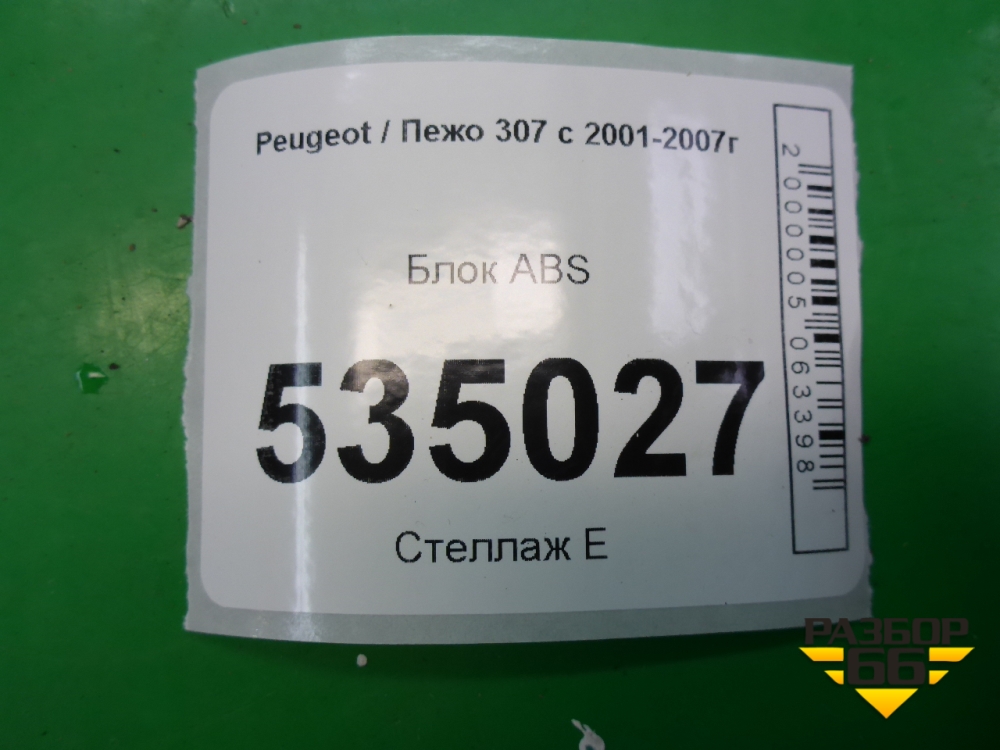 Peugeot / Пежо 307 с 2001-2007г
Блок ABS
535027
Стеллаж Е
2000005063398
РАЗБОР
66